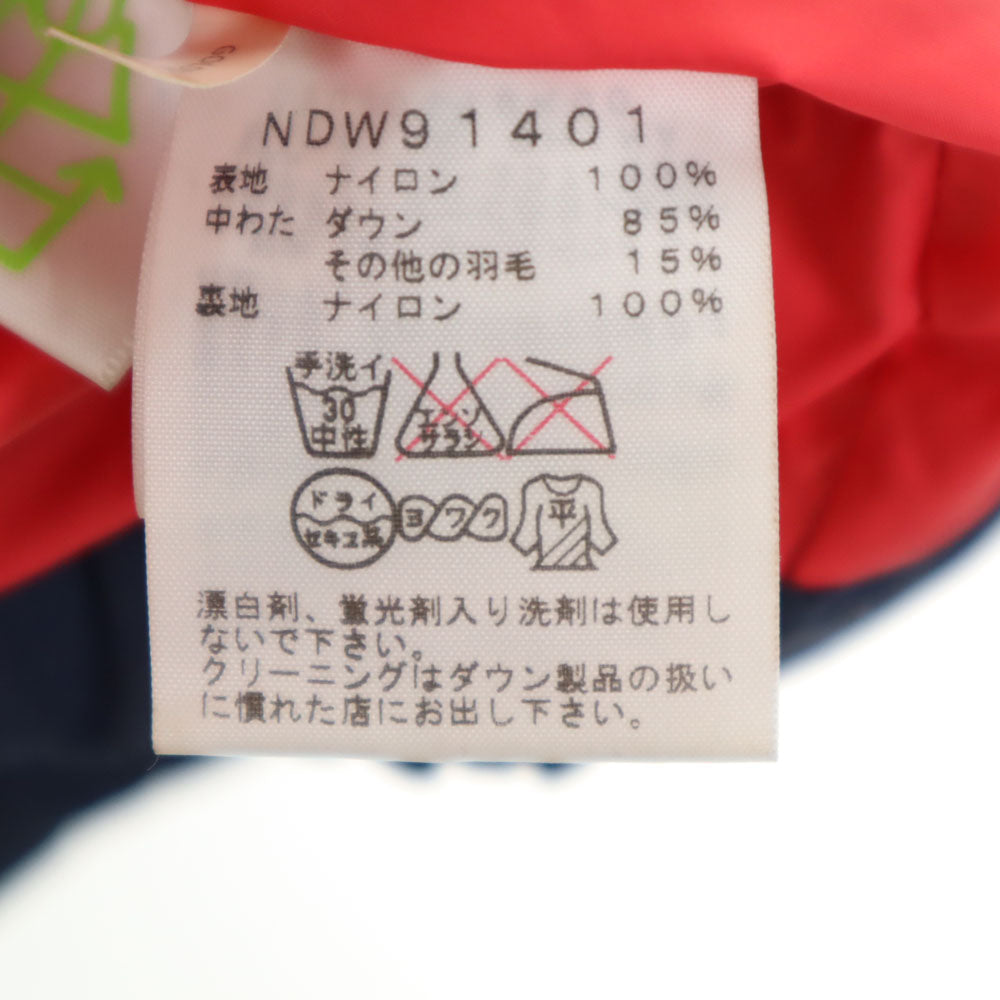 GO
NDW91401
表地 ナイロン 100%
中わた ダウン 85%
その他の羽毛 15%
裏地 ナイロン 100%
手洗イ
30
中性
エンソ
サラシ
ドライ
セキユ系
ヨワク
平
漂白剤、蛍光剤入り洗剤は使用し
ないで下さい。
クリーニングはダウン製品の扱い
に慣れた店にお出し下さい。